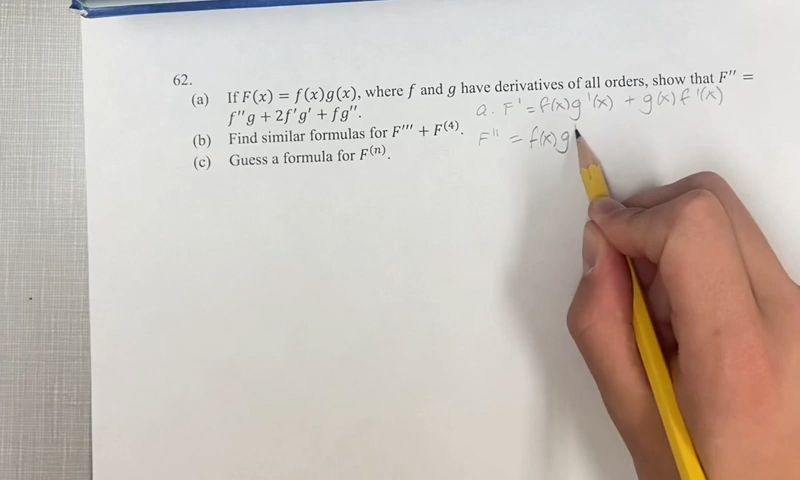 62.
(a) If F(x) = f(x)g(x), where f and g have derivatives of all orders, show that F″ =
f″g + 2f′g′ + fg″.
(b) Find similar formulas for F‴ + F⁽⁴⁾.
(c) Guess a formula for F⁽ⁿ⁾.
a. F' = f(x)g'(x) + g(x)f'(x)
F'' = f(x)g'